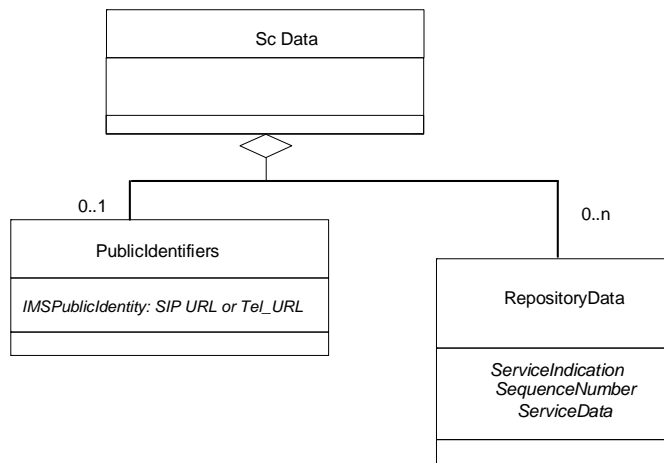 Sc Data
0..1
0..n
PublicIdentifiers
IMSPublicIdentity: SIP URL or Tel_URL
RepositoryData
ServiceIndication
SequenceNumber
ServiceData